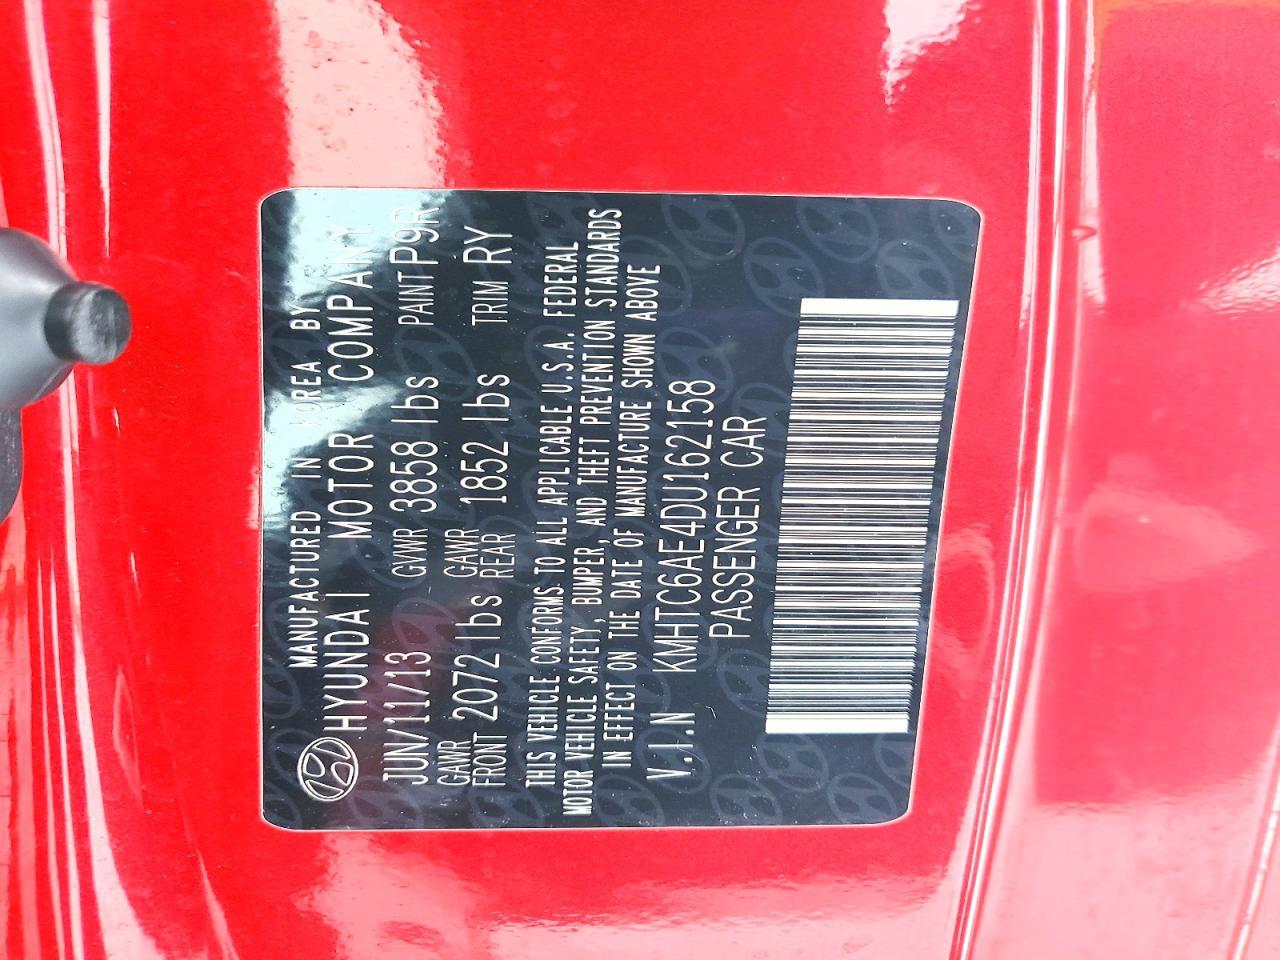 MANUFACTURED IN KOREA BY
HYUNDAI MOTOR COMPANY
JUN/11/13 GVWR 3858 lbs PAINT P9R
GAWR FRONT 2072 lbs GAWR REAR 1852 lbs TRIM RY
THIS VEHICLE CONFORMS TO ALL APPLICABLE U.S.A. FEDERAL
MOTOR VEHICLE SAFETY, BUMPER, AND THEFT PREVENTION STANDARDS
IN EFFECT ON THE DATE OF MANUFACTURE SHOWN ABOVE
V.I.N KMHTC6AE4DU162158
PASSENGER CAR